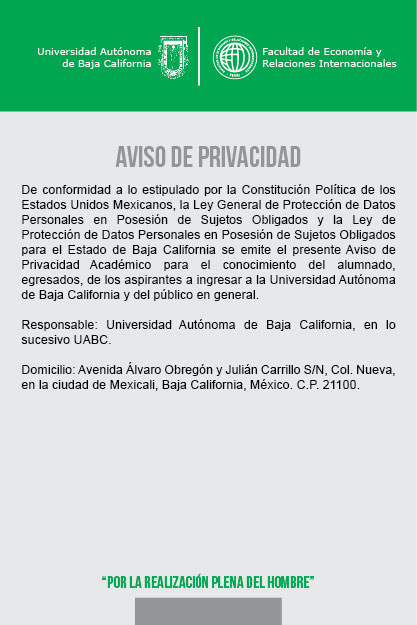 Universidad Autónoma
de Baja California
Facultad de Economía y
Relaciones Internacionales
AVISO DE PRIVACIDAD
De conformidad a lo estipulado por la Constitución Política de los
Estados Unidos Mexicanos, la Ley General de Protección de Datos
Personales en Posesión de Sujetos Obligados y la Ley de
Protección de Datos Personales en Posesión de Sujetos Obligados
para el Estado de Baja California se emite el presente Aviso de
Privacidad Académico para el conocimiento del alumnado,
egresados, de los aspirantes a ingresar a la Universidad Autónoma
de Baja California y del público en general.
Responsable: Universidad Autónoma de Baja California, en lo
sucesivo UABC.
Domicilio: Avenida Álvaro Obregón y Julián Carrillo S/N, Col. Nueva,
en la ciudad de Mexicali, Baja California, México. C.P. 21100.
“POR LA REALIZACIÓN PLENA DEL HOMBRE”